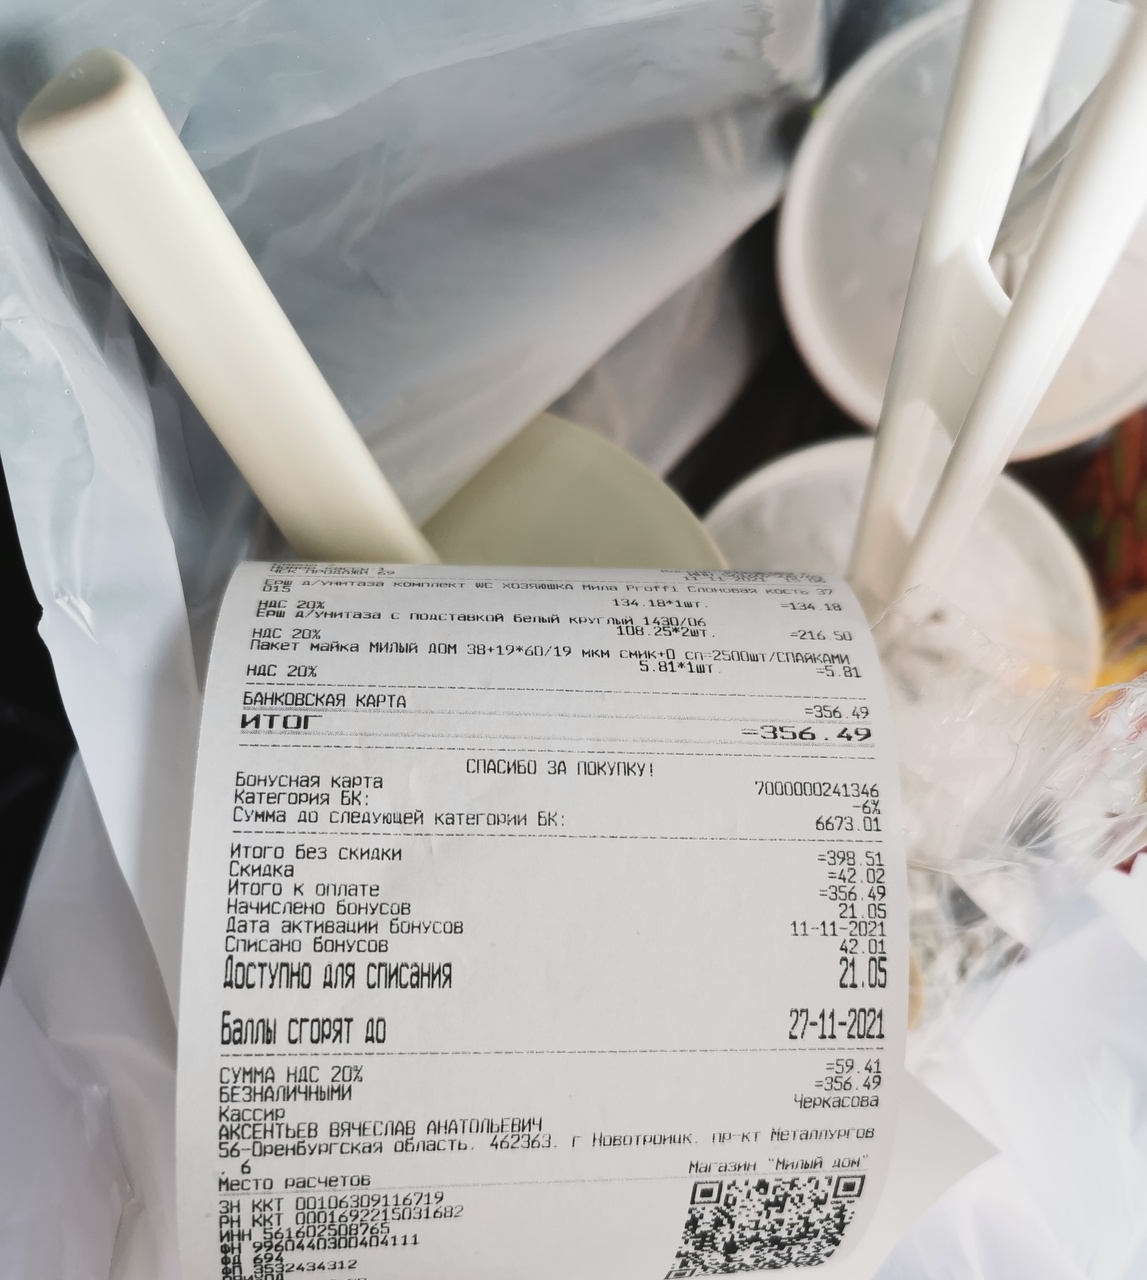 ЧЕК ПРОДАЖИ 69
Ерш д/унитаза комплект WC ХОЗЯЮШКА Мила Proffi Слоновая кость 37
015
134.18*1шт.
НДС 20% =134.18
Ерш д/унитаза с подставкой белый круглый 1430/06
108.25*2шт.
НДС 20% =216.50
Пакет майка МИЛЫЙ ДОМ 38+19*60/19 мкм смик+0 сп=2500шт/СПАЙКАМИ
5.81*1шт.
НДС 20% =5.81
БАНКОВСКАЯ КАРТА =356.49
ИТОГ =356.49
СПАСИБО ЗА ПОКУПКУ!
Бонусная карта 7000000241346
Категория БК: -6%
Сумма до следующей категории БК: 6673.01
Итого без скидки =398.51
Скидка =42.02
Итого к оплате =356.49
Начислено бонусов 21.05
Дата активации бонусов 11-11-2021
Списано бонусов 42.01
Доступно для списания 21.05
Баллы сгорят до 27-11-2021
СУММА НДС 20% =59.41
БЕЗНАЛИЧНЫМИ =356.49
Кассир Черкасова
АКСЕНТЬЕВ ВЯЧЕСЛАВ АНАТОЛЬЕВИЧ
56-Оренбургская область, 462363, г Новотроицк, пр-кт Металлургов
, 6
Место расчетов Магазин "Милый дом"
ЗН ККТ 00106309116719
РН ККТ 0001692215031682
ИНН 561602508765
ФН 9960440300404111
ФД 694
ФП 3532434312